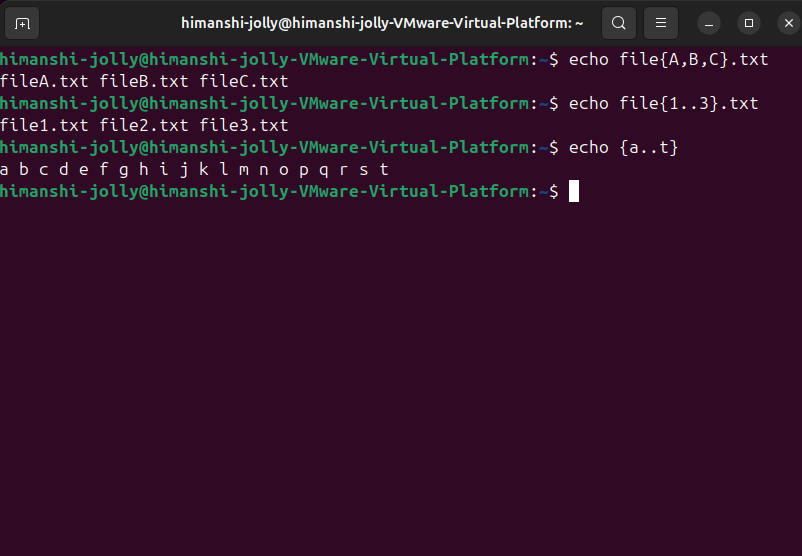 himanshi-jolly@himanshi-jolly-VMware-Virtual-Platform: ~
himanshi-jolly@himanshi-jolly-VMware-Virtual-Platform:~$ echo file{A,B,C}.txt
fileA.txt fileB.txt fileC.txt
himanshi-jolly@himanshi-jolly-VMware-Virtual-Platform:~$ echo file{1..3}.txt
file1.txt file2.txt file3.txt
himanshi-jolly@himanshi-jolly-VMware-Virtual-Platform:~$ echo {a..t}
a b c d e f g h i j k l m n o p q r s t
himanshi-jolly@himanshi-jolly-VMware-Virtual-Platform:~$